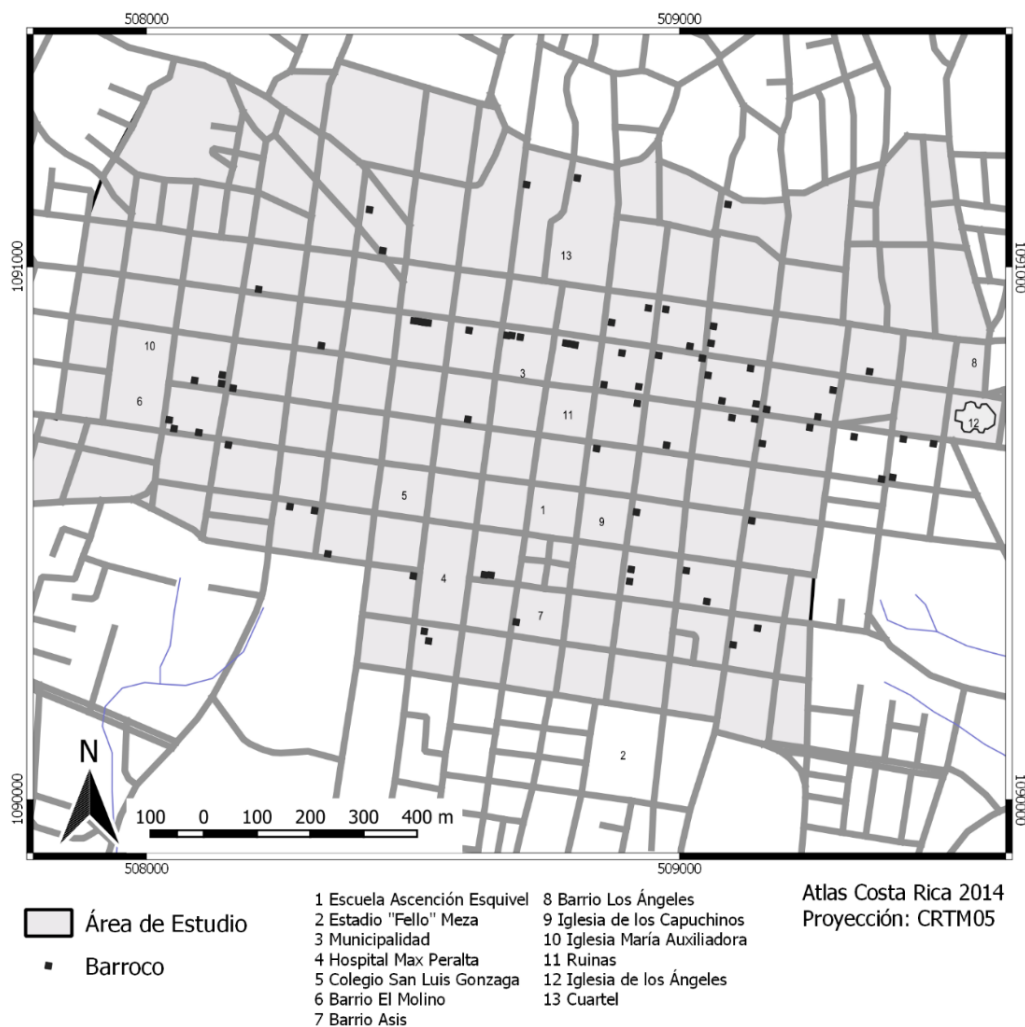 508000 509000
13
1091000 1091000
10
8
3
6
11
12
5
1
9
4
7
2
N
1090000 1090000
100 0 100 200 300 400 m
508000 509000
Área de Estudio
Barroco
1 Escuela Ascención Esquivel
2 Estadio "Fello" Meza
3 Municipalidad
4 Hospital Max Peralta
5 Colegio San Luis Gonzaga
6 Barrio El Molino
7 Barrio Asis
8 Barrio Los Ángeles
9 Iglesia de los Capuchinos
10 Iglesia María Auxiliadora
11 Ruinas
12 Iglesia de los Ángeles
13 Cuartel
Atlas Costa Rica 2014
Proyección: CRTM05